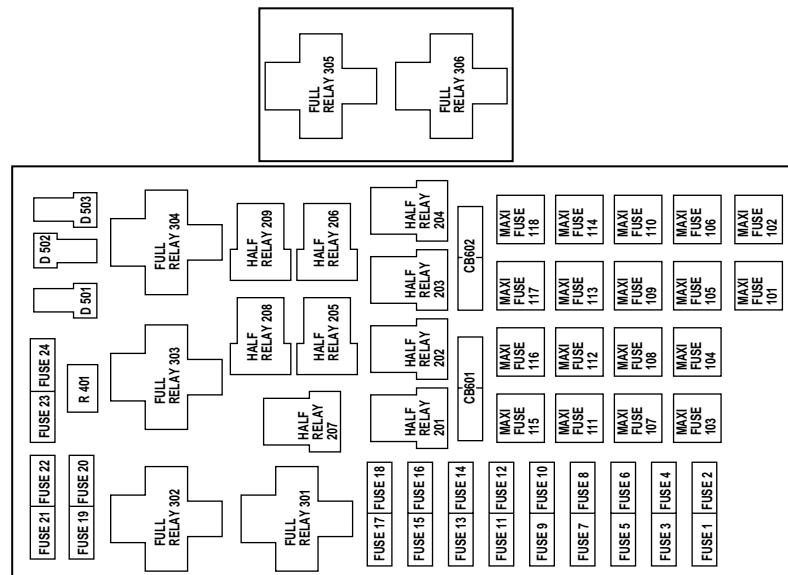 FULL
RELAY 305
FULL
RELAY 306
D 503
D 502
D 501
FULL
RELAY 304
HALF
RELAY 209
HALF
RELAY 206
HALF
RELAY
204
CB602
MAXI
FUSE
118
MAXI
FUSE
114
MAXI
FUSE
110
MAXI
FUSE
106
MAXI
FUSE
102
HALF
RELAY
203
MAXI
FUSE
117
MAXI
FUSE
113
MAXI
FUSE
109
MAXI
FUSE
105
MAXI
FUSE
101
FUSE 24
FUSE 23
R 401
FULL
RELAY 303
HALF
RELAY 208
HALF
RELAY 205
HALF
RELAY
202
CB601
MAXI
FUSE
116
MAXI
FUSE
112
MAXI
FUSE
108
MAXI
FUSE
104
HALF
RELAY
207
HALF
RELAY
201
MAXI
FUSE
115
MAXI
FUSE
111
MAXI
FUSE
107
MAXI
FUSE
103
FUSE 22
FUSE 21
FUSE 20
FUSE 19
FULL
RELAY 302
FULL
RELAY 301
FUSE 18
FUSE 17
FUSE 16
FUSE 15
FUSE 14
FUSE 13
FUSE 12
FUSE 11
FUSE 10
FUSE 9
FUSE 8
FUSE 7
FUSE 6
FUSE 5
FUSE 4
FUSE 3
FUSE 2
FUSE 1